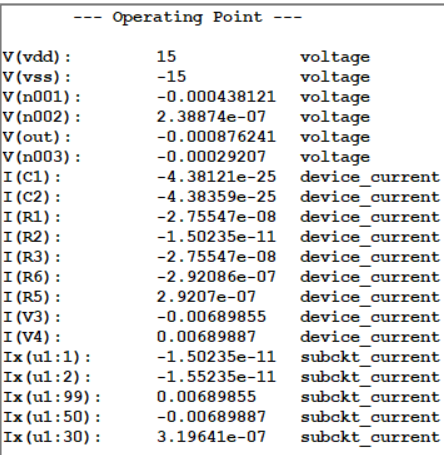 --- Operating Point ---
V(vdd): 15 voltage
V(vss): -15 voltage
V(n001): -0.000438121 voltage
V(n002): 2.38874e-07 voltage
V(out): -0.000876241 voltage
V(n003): -0.00029207 voltage
I(C1): -4.38121e-25 device_current
I(C2): -4.38359e-25 device_current
I(R1): -2.75547e-08 device_current
I(R2): -1.50235e-11 device_current
I(R3): -2.75547e-08 device_current
I(R6): -2.92086e-07 device_current
I(R5): 2.9207e-07 device_current
I(V3): -0.00689855 device_current
I(V4): 0.00689887 device_current
Ix(u1:1): -1.50235e-11 subckt_current
Ix(u1:2): -1.55235e-11 subckt_current
Ix(u1:99): 0.00689855 subckt_current
Ix(u1:50): -0.00689887 subckt_current
Ix(u1:30): 3.19641e-07 subckt_current